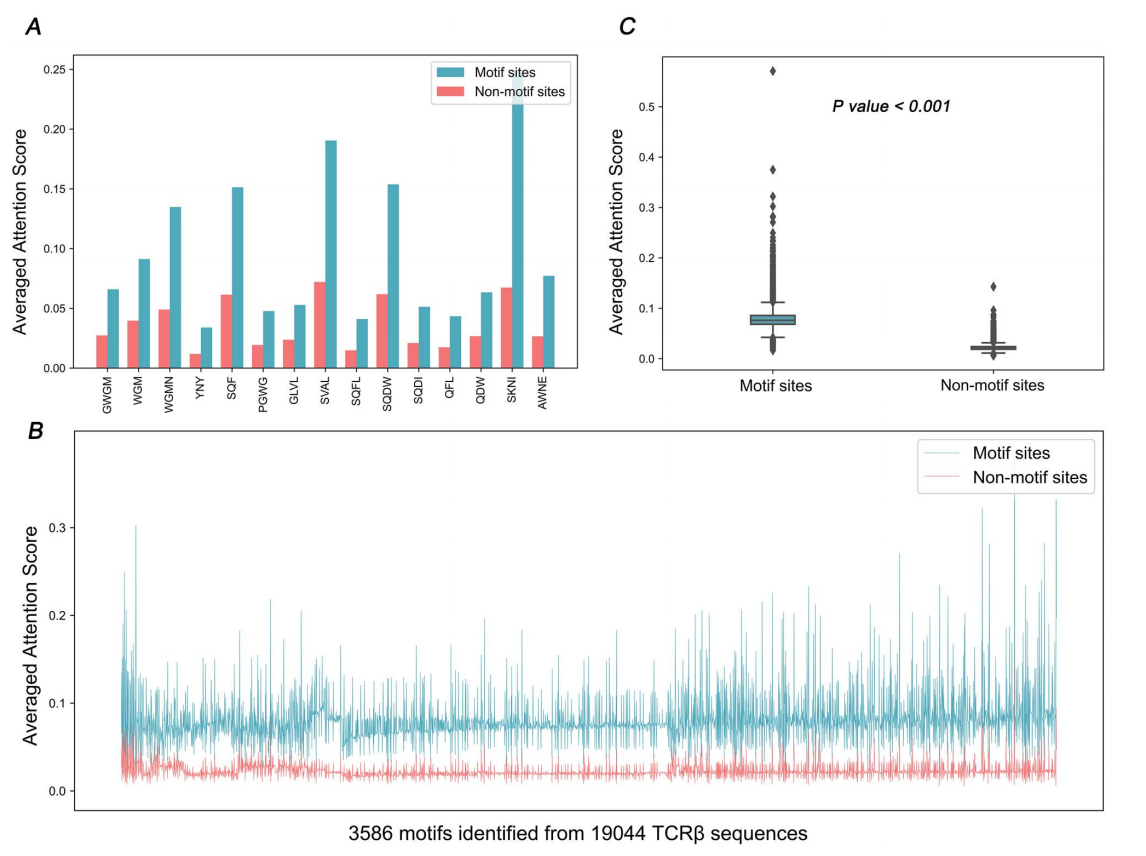 A
Averaged Attention Score
0.25
0.20
0.15
0.10
0.05
0.00
Motif sites
Non-motif sites
GWGM
WGM
WGMN
YNY
SQF
PGWG
GLVL
SVAL
SQFL
SQDW
SQDI
QFL
QDW
SKNI
AWNE
C
Averaged Attention Score
0.5
0.4
0.3
0.2
0.1
0.0
P value < 0.001
Motif sites
Non-motif sites
B
Averaged Attention Score
0.3
0.2
0.1
0.0
Motif sites
Non-motif sites
3586 motifs identified from 19044 TCRβ sequences